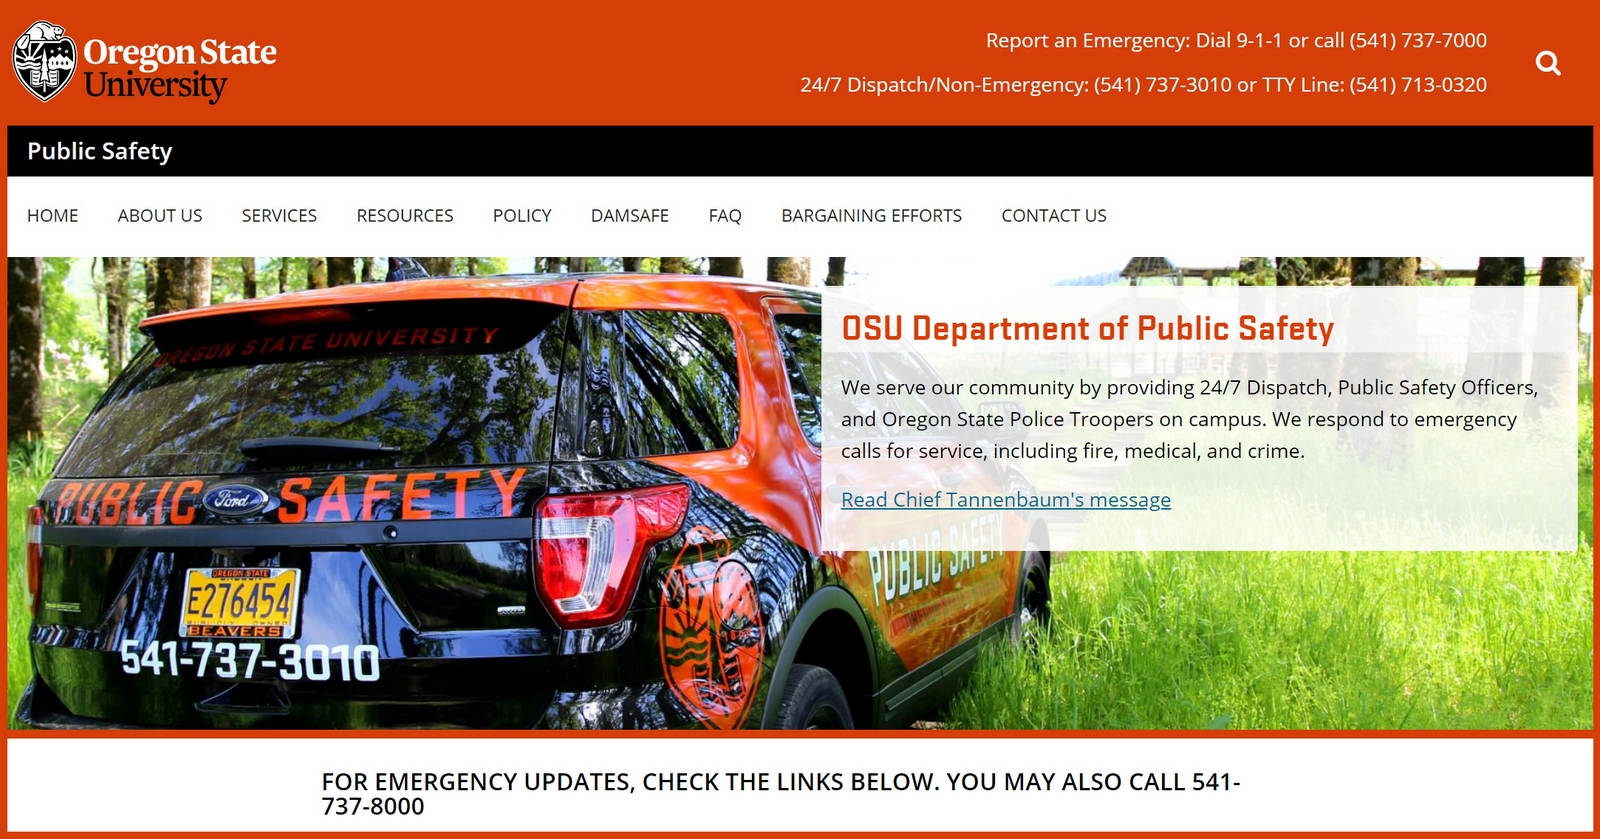 Oregon State
University
Report an Emergency: Dial 9-1-1 or call (541) 737-7000
24/7 Dispatch/Non-Emergency: (541) 737-3010 or TTY Line: (541) 713-0320
Public Safety
HOME ABOUT US SERVICES RESOURCES POLICY DAMSAFE FAQ BARGAINING EFFORTS CONTACT US
OREGON STATE UNIVERSITY
PUBLIC Ford SAFETY
OREGON STATE
E276454
PUBLICLY OWNED
BEAVERS
541-737-3010
PUBLIC SAFETY
OSU Department of Public Safety
We serve our community by providing 24/7 Dispatch, Public Safety Officers,
and Oregon State Police Troopers on campus. We respond to emergency
calls for service, including fire, medical, and crime.
Read Chief Tannenbaum's message
FOR EMERGENCY UPDATES, CHECK THE LINKS BELOW. YOU MAY ALSO CALL 541-
737-8000